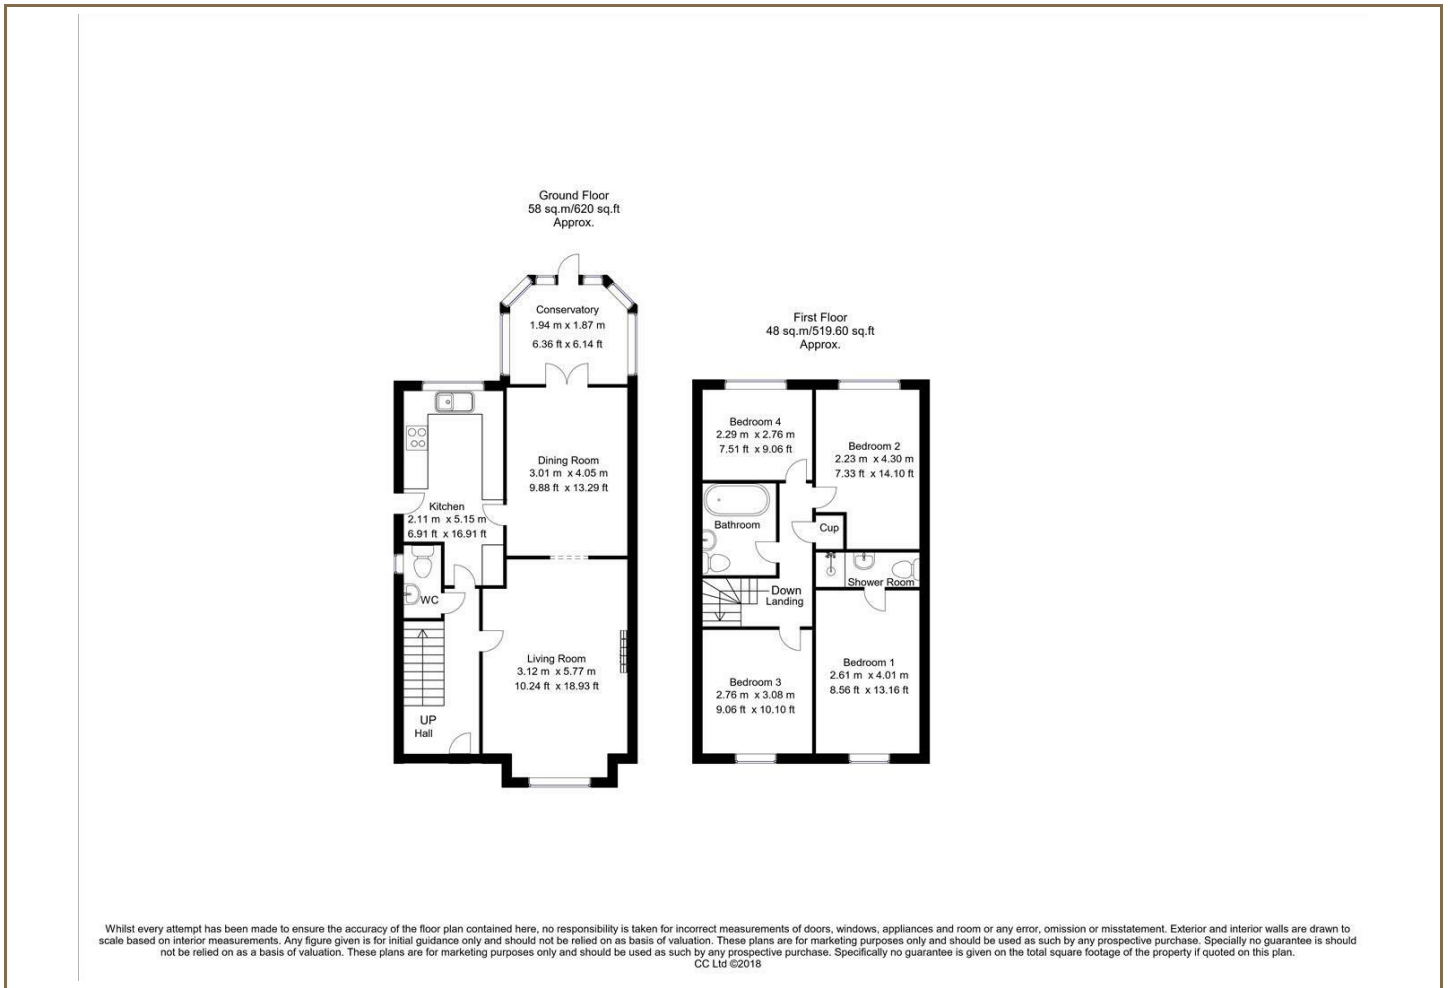 Ground Floor
58 sq.m/620 sq.ft
Approx.
Conservatory
1.94 m x 1.87 m
6.36 ft x 6.14 ft
Dining Room
3.01 m x 4.05 m
9.88 ft x 13.29 ft
Kitchen
2.11 m x 5.15 m
6.91 ft x 16.91 ft
WC
Living Room
3.12 m x 5.77 m
10.24 ft x 18.93 ft
UP
Hall
First Floor
48 sq.m/519.60 sq.ft
Approx.
Bedroom 4
2.29 m x 2.76 m
7.51 ft x 9.06 ft
Bedroom 2
2.23 m x 4.30 m
7.33 ft x 14.10 ft
Bathroom
Cup
Shower Room
Down
Landing
Bedroom 3
2.76 m x 3.08 m
9.06 ft x 10.10 ft
Bedroom 1
2.61 m x 4.01 m
8.56 ft x 13.16 ft
Whilst every attempt has been made to ensure the accuracy of the floor plan contained here, no responsibility is taken for incorrect measurements of doors, windows, appliances and room or any error, omission or misstatement. Exterior and interior walls are drawn to
scale based on interior measurements. Any figure given is for initial guidance only and should not be relied on as basis of valuation. These plans are for marketing purposes only and should be used as such by any prospective purchase. Specially no guarantee is should
not be relied on as a basis of valuation. These plans are for marketing purposes only and should be used as such by any prospective purchase. Specifically no guarantee is given on the total square footage of the property if quoted on this plan.
CC Ltd ©2018